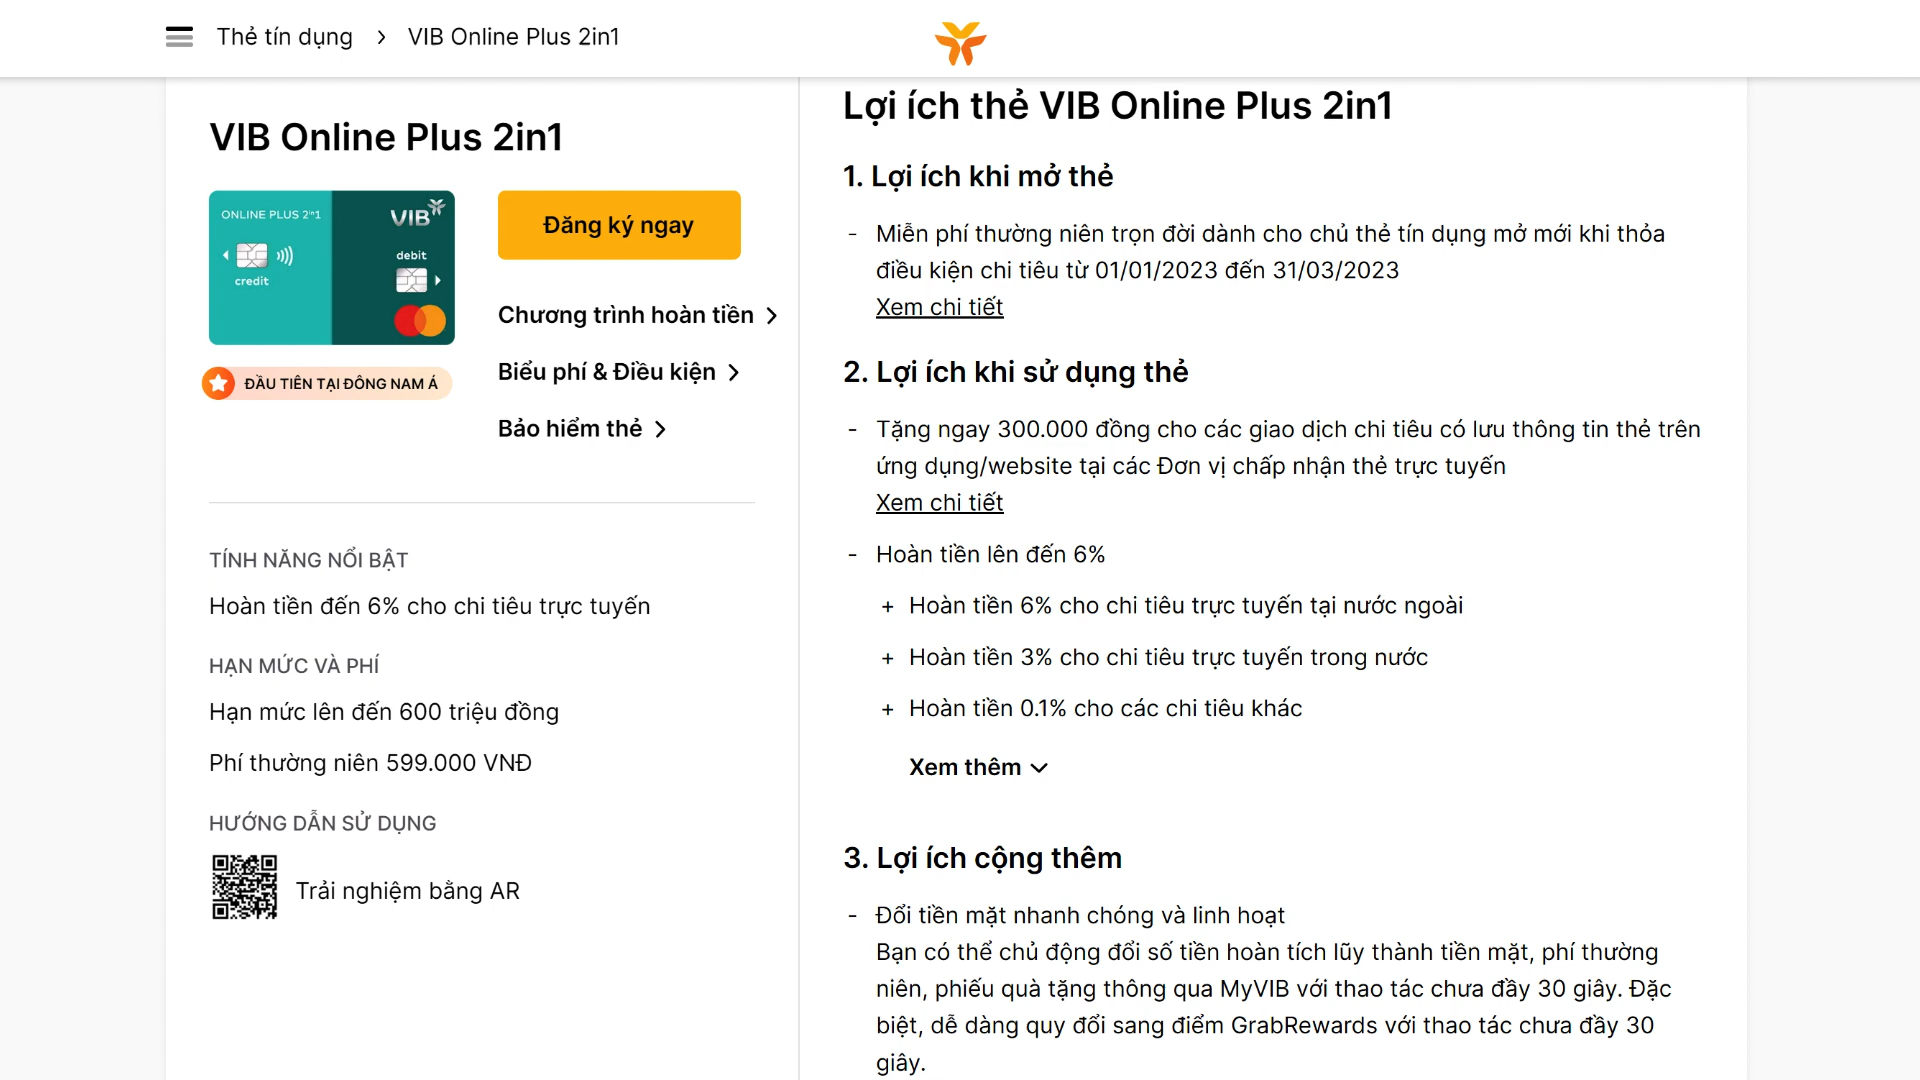 Thẻ tín dụng > VIB Online Plus 2in1
VIB Online Plus 2in1
ONLINE PLUS 2in1
VIB
debit
credit
ĐẦU TIÊN TẠI ĐÔNG NAM Á
Đăng ký ngay
Chương trình hoàn tiền >
Biểu phí & Điều kiện >
Bảo hiểm thẻ >
TÍNH NĂNG NỔI BẬT
Hoàn tiền đến 6% cho chi tiêu trực tuyến
HẠN MỨC VÀ PHÍ
Hạn mức lên đến 600 triệu đồng
Phí thường niên 599.000 VNĐ
HƯỚNG DẪN SỬ DỤNG
Trải nghiệm bằng AR
Lợi ích thẻ VIB Online Plus 2in1
1. Lợi ích khi mở thẻ
- Miễn phí thường niên trọn đời dành cho chủ thẻ tín dụng mở mới khi thỏa
điều kiện chi tiêu từ 01/01/2023 đến 31/03/2023
Xem chi tiết
2. Lợi ích khi sử dụng thẻ
- Tặng ngay 300.000 đồng cho các giao dịch chi tiêu có lưu thông tin thẻ trên
ứng dụng/website tại các Đơn vị chấp nhận thẻ trực tuyến
Xem chi tiết
- Hoàn tiền lên đến 6%
+ Hoàn tiền 6% cho chi tiêu trực tuyến tại nước ngoài
+ Hoàn tiền 3% cho chi tiêu trực tuyến trong nước
+ Hoàn tiền 0.1% cho các chi tiêu khác
Xem thêm
3. Lợi ích cộng thêm
- Đổi tiền mặt nhanh chóng và linh hoạt
Bạn có thể chủ động đổi số tiền hoàn tích lũy thành tiền mặt, phí thường
niên, phiếu quà tặng thông qua MyVIB với thao tác chưa đầy 30 giây. Đặc
biệt, dễ dàng quy đổi sang điểm GrabRewards với thao tác chưa đầy 30
giây.